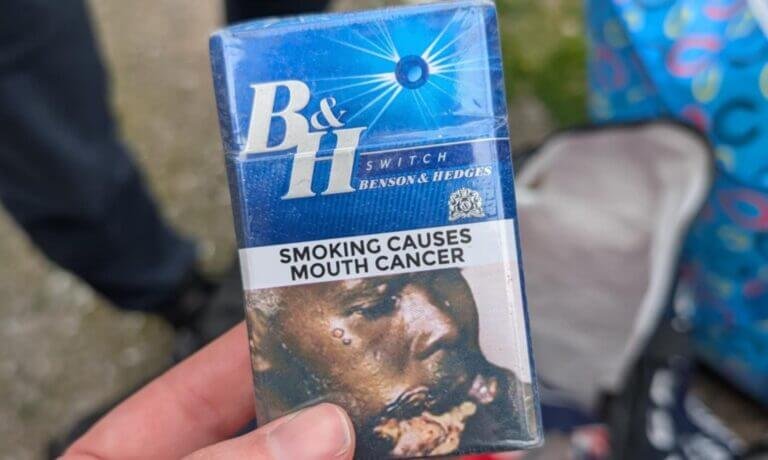 B&H
SWITCH
BENSON & HEDGES
SMOKING CAUSES
MOUTH CANCER